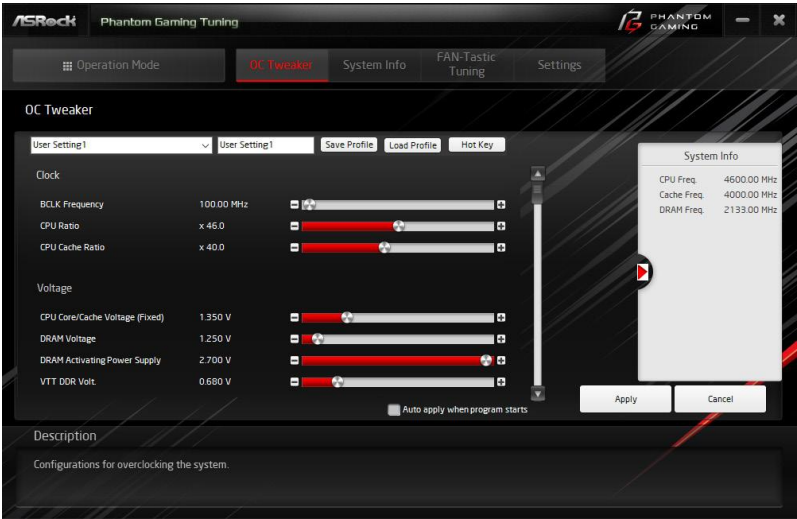 ASRock Phantom Gaming Tuning PHANTOM
GAMING
Operation Mode OC Tweaker System Info FAN-Tastic
Tuning Settings
OC Tweaker
User Setting1 User Setting1 Save Profile Load Profile Hot Key
System Info
CPU Freq. 4600.00 MHz
Cache Freq. 4000.00 MHz
DRAM Freq. 2133.00 MHz
Clock
BCLK Frequency 100.00 MHz
CPU Ratio x 46.0
CPU Cache Ratio x 40.0
Voltage
CPU Core/Cache Voltage (Fixed) 1.350 V
DRAM Voltage 1.250 V
DRAM Activating Power Supply 2.700 V
VTT DDR Volt. 0.680 V
Auto apply when program starts
Apply Cancel
Description
Configurations for overclocking the system.